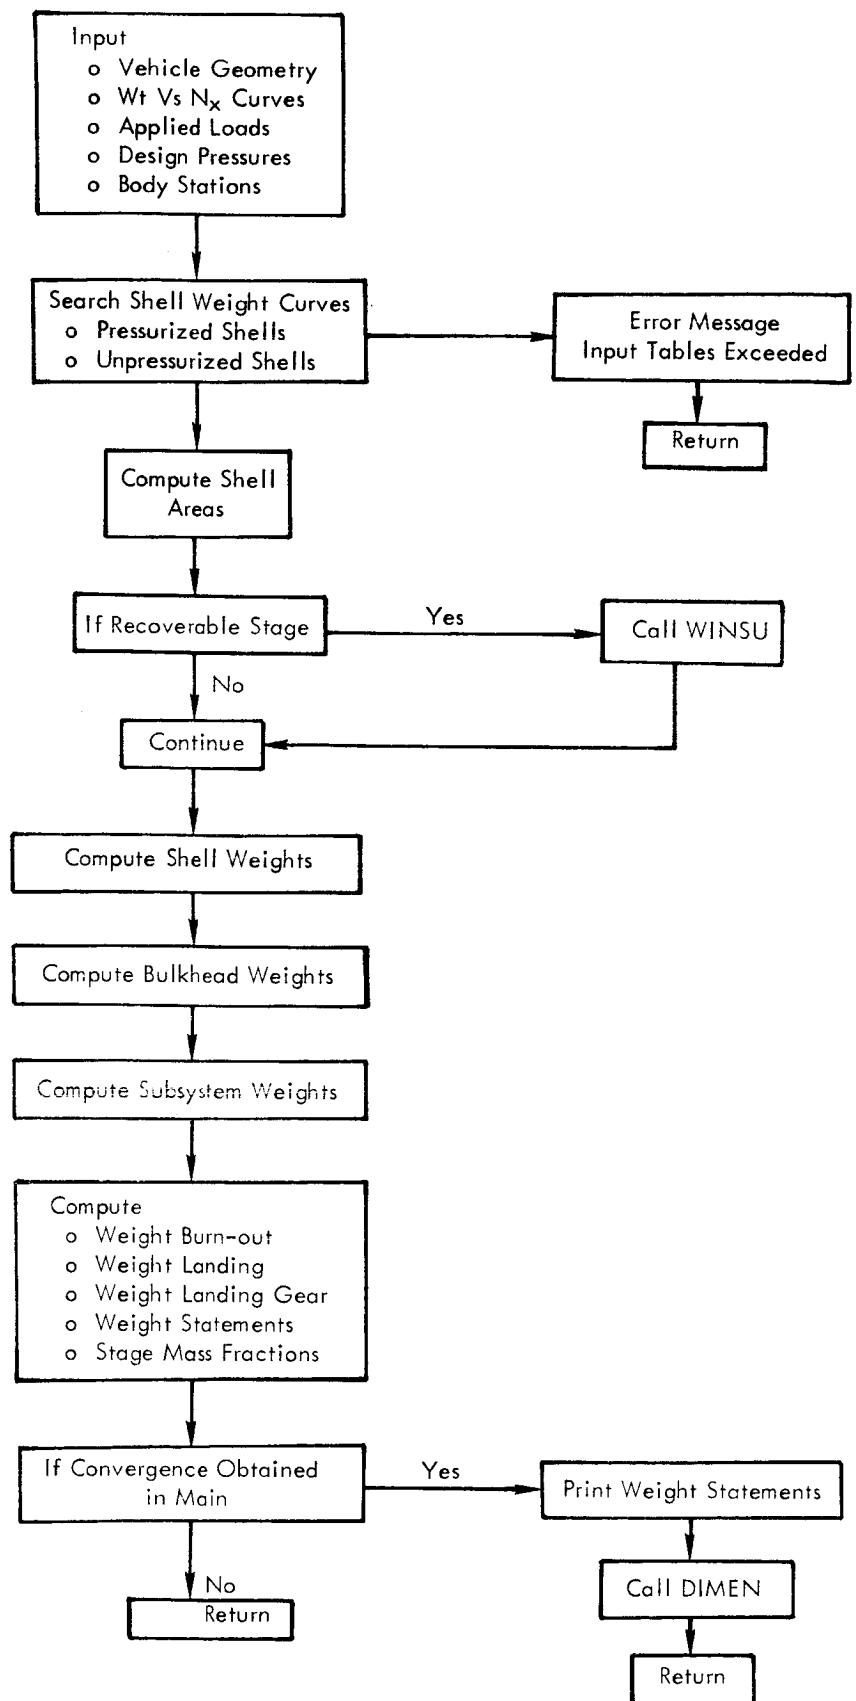 Input
o Vehicle Geometry
o Wt Vs Nx Curves
o Applied Loads
o Design Pressures
o Body Stations
Search Shell Weight Curves
o Pressurized Shells
o Unpressurized Shells
Error Message
Input Tables Exceeded
Return
Compute Shell
Areas
If Recoverable Stage
Yes
Call WINSU
No
Continue
Compute Shell Weights
Compute Bulkhead Weights
Compute Subsystem Weights
Compute
o Weight Burn-out
o Weight Landing
o Weight Landing Gear
o Weight Statements
o Stage Mass Fractions
If Convergence Obtained
in Main
Yes
Print Weight Statements
No
Return
Call DIMEN
Return